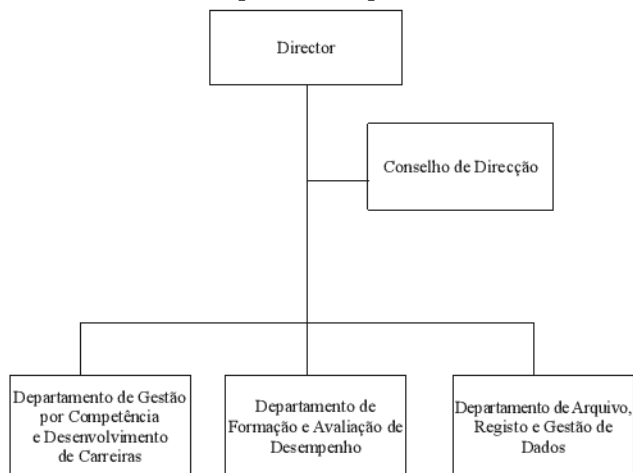 Director
Conselho de Direcção
Departamento de Gestão
por Competência
e Desenvolvimento
de Carreiras
Departamento de
Formação e Avaliação de
Desempenho
Departamento de Arquivo,
Registo e Gestão de
Dados